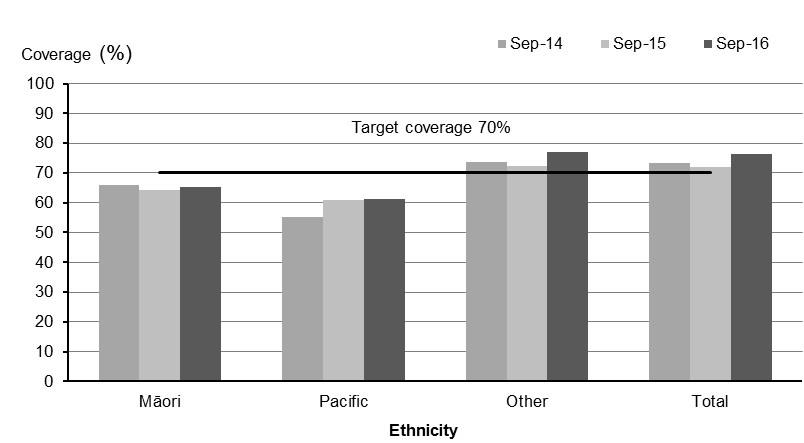 Sep-14 Sep-15 Sep-16
Coverage (%)
100
90
Target coverage 70%
80
70
60
50
40
30
20
10
0
Māori Pacific Other Total
Ethnicity